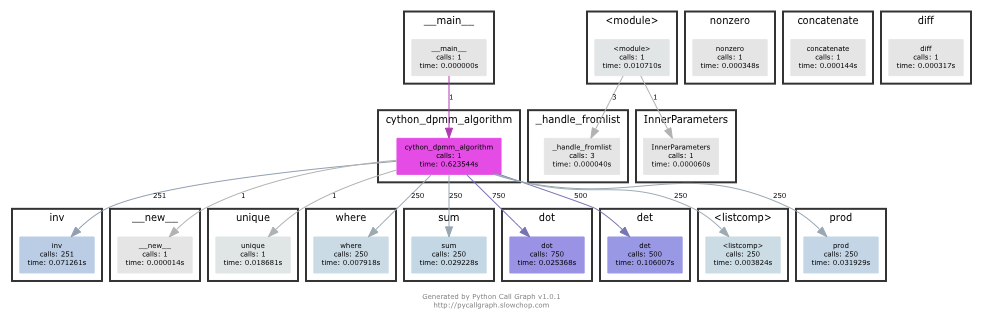 __main__
<module>
nonzero
concatenate
diff
__main__
calls: 1
time: 0.000000s
<module>
calls: 1
time: 0.010710s
nonzero
calls: 1
time: 0.000348s
concatenate
calls: 1
time: 0.000144s
diff
calls: 1
time: 0.000317s
1
3
1
cython_dpmm_algorithm
_handle_fromlist
InnerParameters
cython_dpmm_algorithm
calls: 1
time: 0.623544s
_handle_fromlist
calls: 3
time: 0.000040s
InnerParameters
calls: 1
time: 0.000060s
251
1
1
250
250
750
500
250
250
inv
__new__
unique
where
sum
dot
det
<listcomp>
prod
inv
calls: 251
time: 0.071261s
__new__
calls: 1
time: 0.000014s
unique
calls: 1
time: 0.018681s
where
calls: 250
time: 0.007918s
sum
calls: 250
time: 0.029228s
dot
calls: 750
time: 0.025368s
det
calls: 500
time: 0.106007s
<listcomp>
calls: 250
time: 0.003824s
prod
calls: 250
time: 0.031929s
Generated by Python Call Graph v1.0.1
http://pycallgraph.slowchop.com